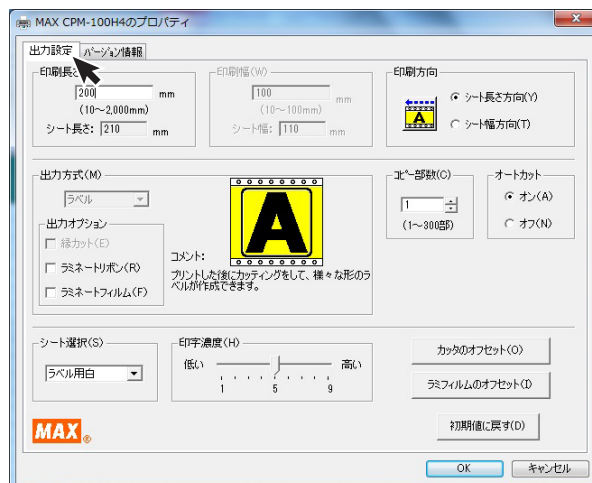 MAX CPM-100H4のプロパティ
出力設定 バージョン情報
印刷長さ
200 mm
(10～2,000mm)
シート長さ: 210 mm
印刷幅(W)
100 mm
(10～100mm)
シート幅: 110 mm
印刷方向
A
シート長さ方向(Y)
シート幅方向(T)
出力方式(M)
ラベル
出力オプション
縁カット(E)
ラミネートリボン(R)
ラミネートフィルム(F)
A
コメント:
プリントした後にカッティングをして、様々な形のラ
ベルが作成できます。
コピー部数(C)
1
(1～300部)
オートカット
オン(A)
オフ(N)
シート選択(S)
ラベル用白
印字濃度(H)
低い 高い
1 5 9
カッタのオフセット(O)
ラミフィルムのオフセット(I)
初期値に戻す(D)
MAX®
OK キャンセル